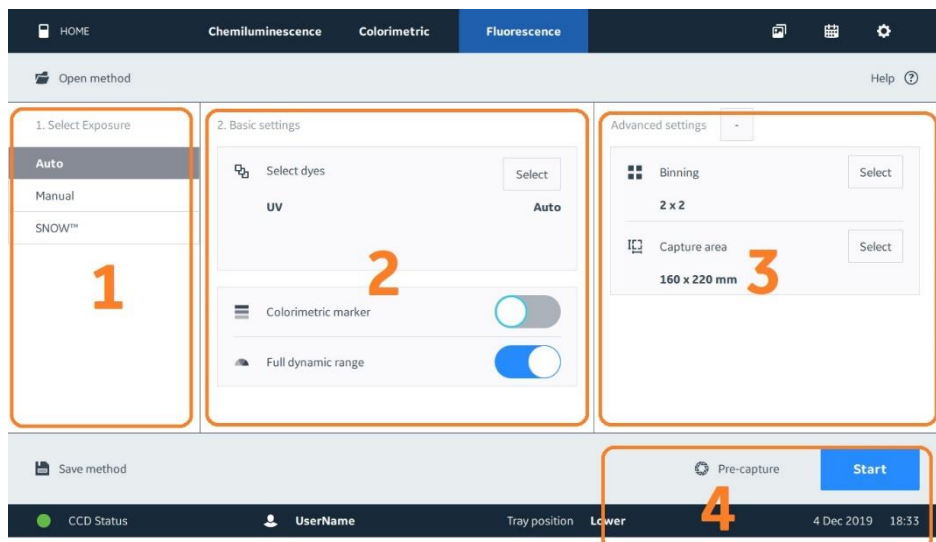 HOME Chemiluminescence Colorimetric Fluorescence
Open method Help ?
1. Select Exposure 2. Basic settings Advanced settings -
Auto Select dyes Select Binning Select
Manual UV Auto 2 x 2
SNOW™ Capture area Select
1 2 3
160 x 220 mm
Colorimetric marker
Full dynamic range
Save method Pre-capture Start
4
CCD Status UserName Tray position Lower 4 Dec 2019 18:33